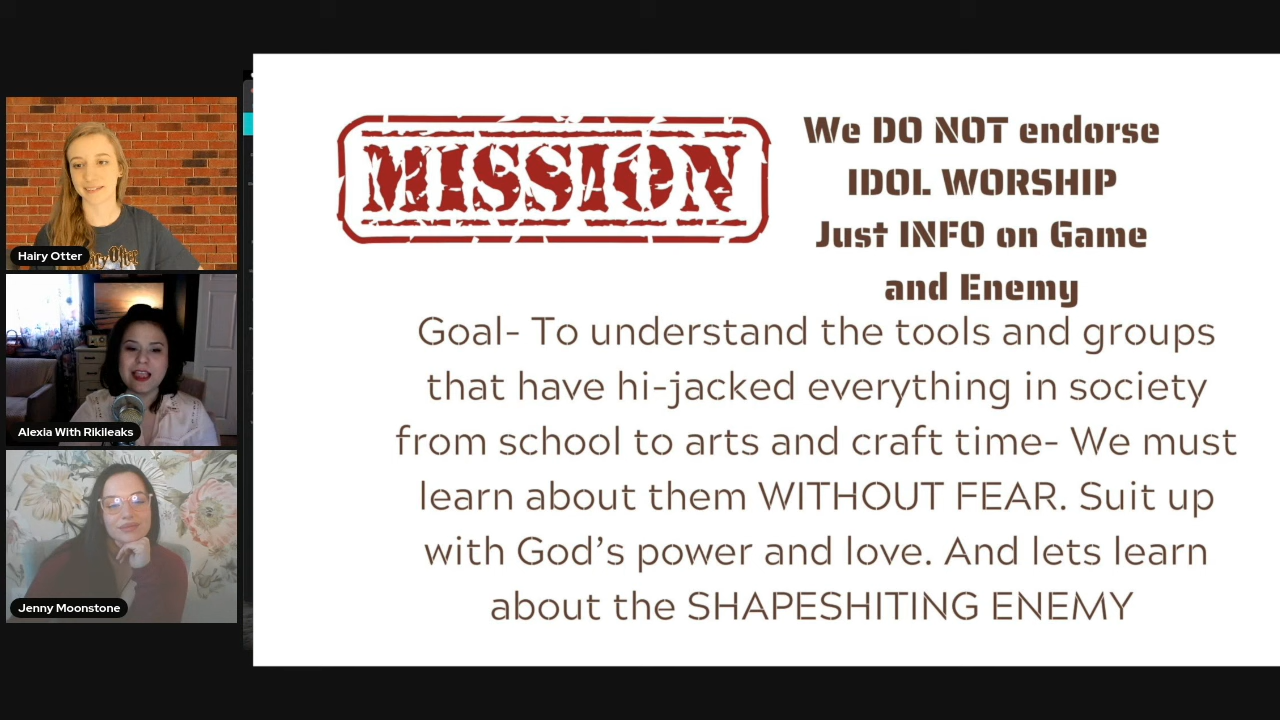 MISSION
We DO NOT endorse
IDOL WORSHIP
Just INFO on Game
and Enemy
Goal- To understand the tools and groups
that have hi-jacked everything in society
from school to arts and craft time- We must
learn about them WITHOUT FEAR. Suit up
with God’s power and love. And lets learn
about the SHAPESHITING ENEMY
Hairy Otter
Hairy Otter
Alexia With Rikileaks
Jenny Moonstone